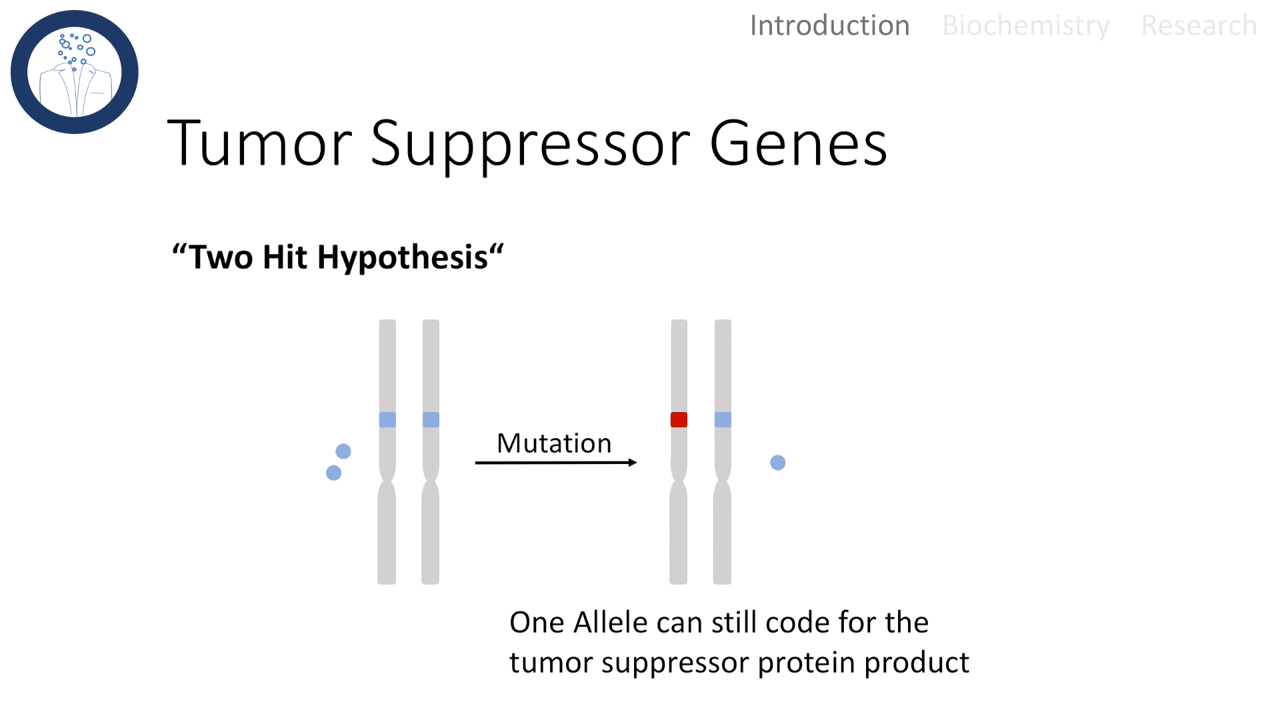 Introduction Biochemistry Research
Tumor Suppressor Genes
“Two Hit Hypothesis“
Mutation
One Allele can still code for the
tumor suppressor protein product